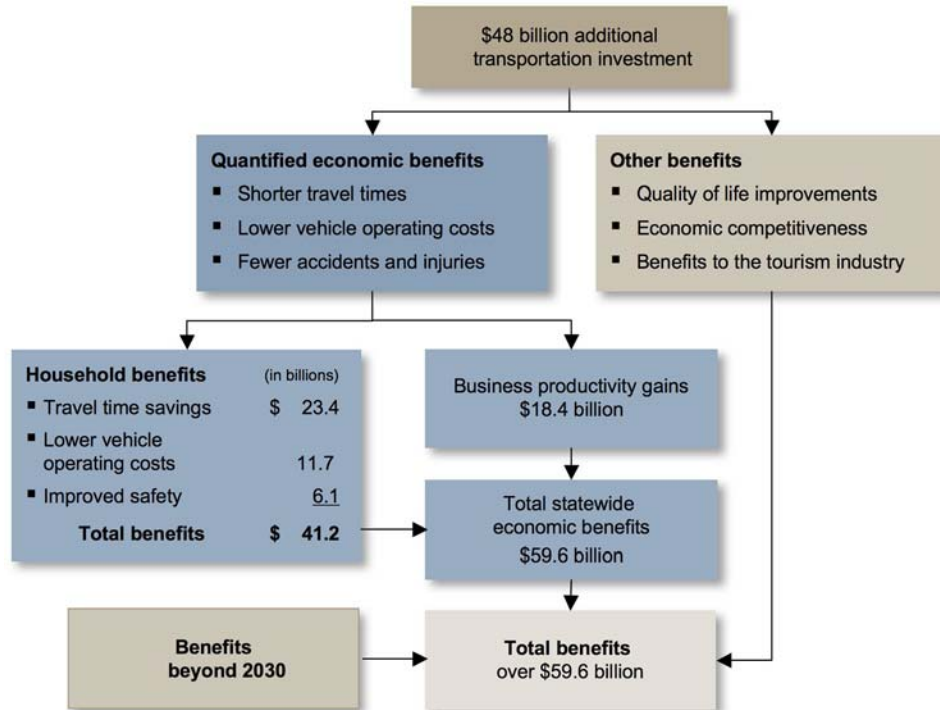 $48 billion additional
transportation investment
Quantified economic benefits
▪ Shorter travel times
▪ Lower vehicle operating costs
▪ Fewer accidents and injuries
Other benefits
▪ Quality of life improvements
▪ Economic competitiveness
▪ Benefits to the tourism industry
Household benefits (in billions)
▪ Travel time savings $ 23.4
▪ Lower vehicle
operating costs 11.7
▪ Improved safety 6.1
Total benefits $ 41.2
Business productivity gains
$18.4 billion
Total statewide
economic benefits
$59.6 billion
Benefits
beyond 2030
Total benefits
over $59.6 billion